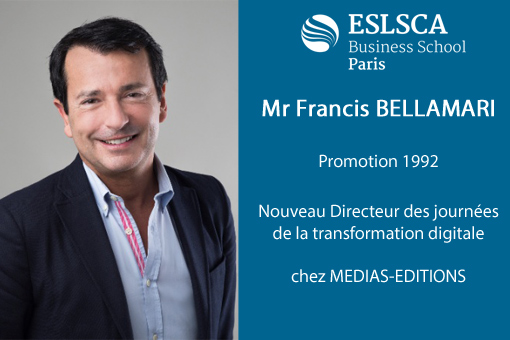 ESLSCA
Business School
Paris
Mr Francis BELLAMARI
Promotion 1992
Nouveau Directeur des journées
de la transformation digitale
chez MEDIAS-EDITIONS